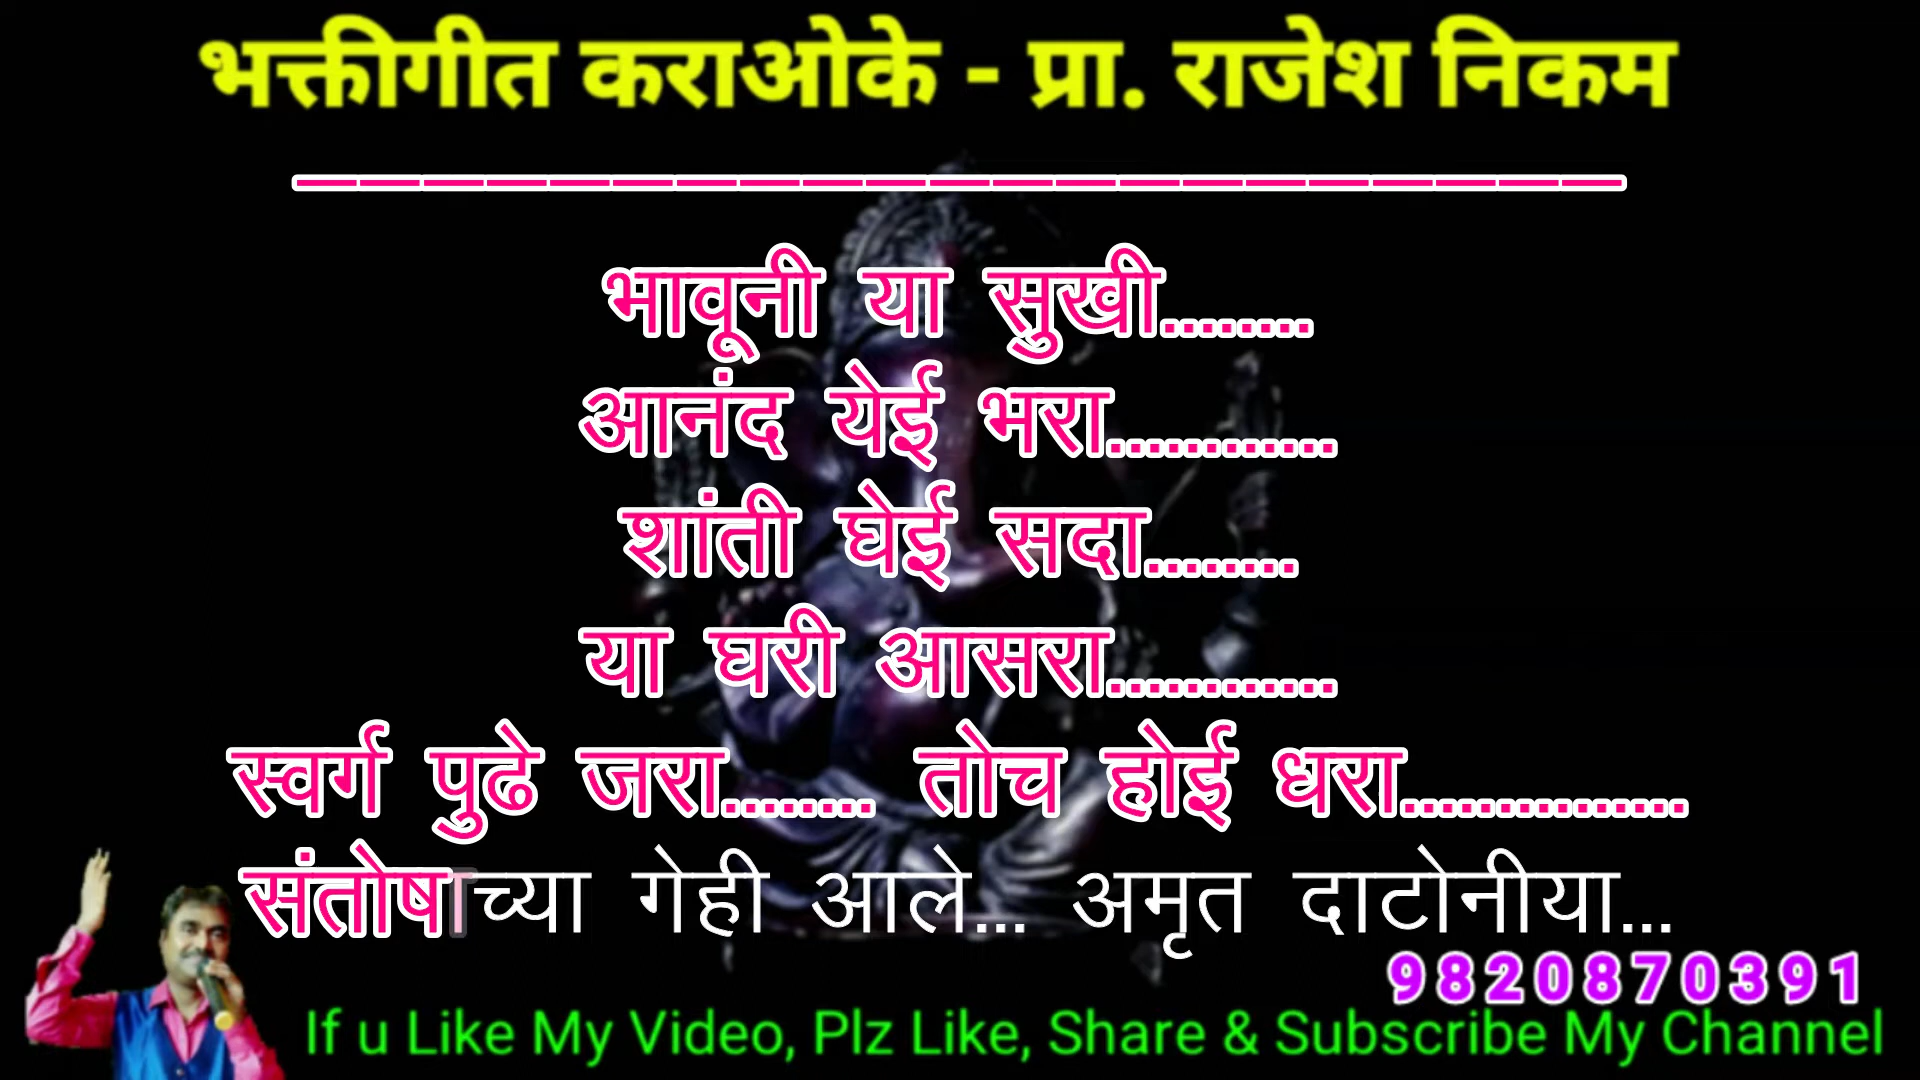 भक्तीगीत कराओके - प्रा. राजेश निकम
_____________________
भावूनी या सुखी........
आनंद येई भरा............
शांती घेई सदा........
या घरी आसरा............
स्वर्ग पुढे जरा........ तोच होई धरा...............
संतोषाच्या गेही आले... अमृत दाटोनीया...
9820870391
If u Like My Video, Plz Like, Share & Subscribe My Channel